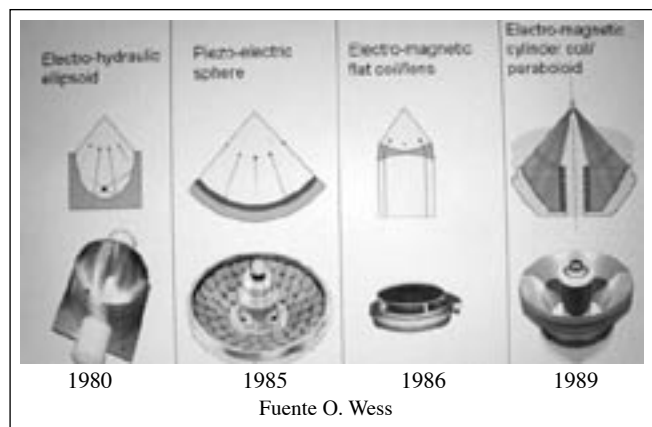 Electro-hydraulic
ellipsoid
Piezo-electric
sphere
Electro-magnetic
flat coil/lens
Electro-magnetic
cylinder coil/
paraboloid
1980
1985
1986
1989
Fuente O. Wess